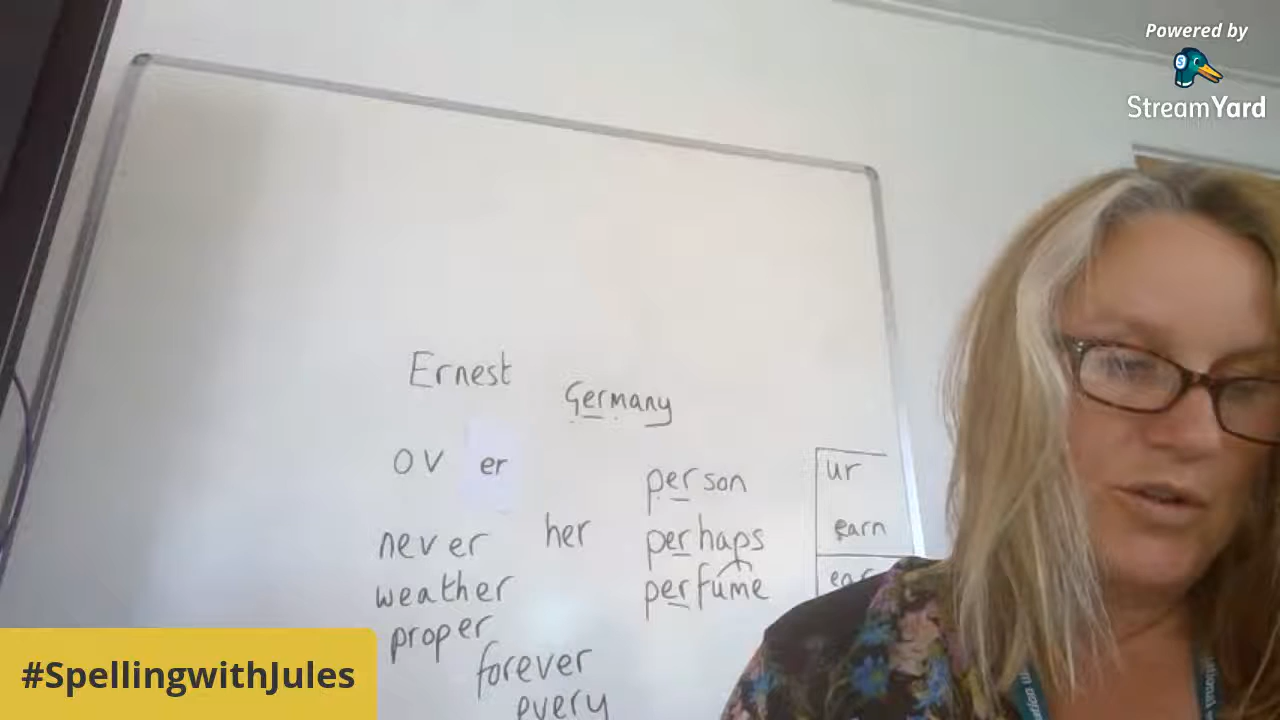 Powered by
StreamYard
Ernest
Germany
ov er
person
ur
never
her
perhaps
earn
weather
perfume
proper
forever
every
#SpellingwithJules